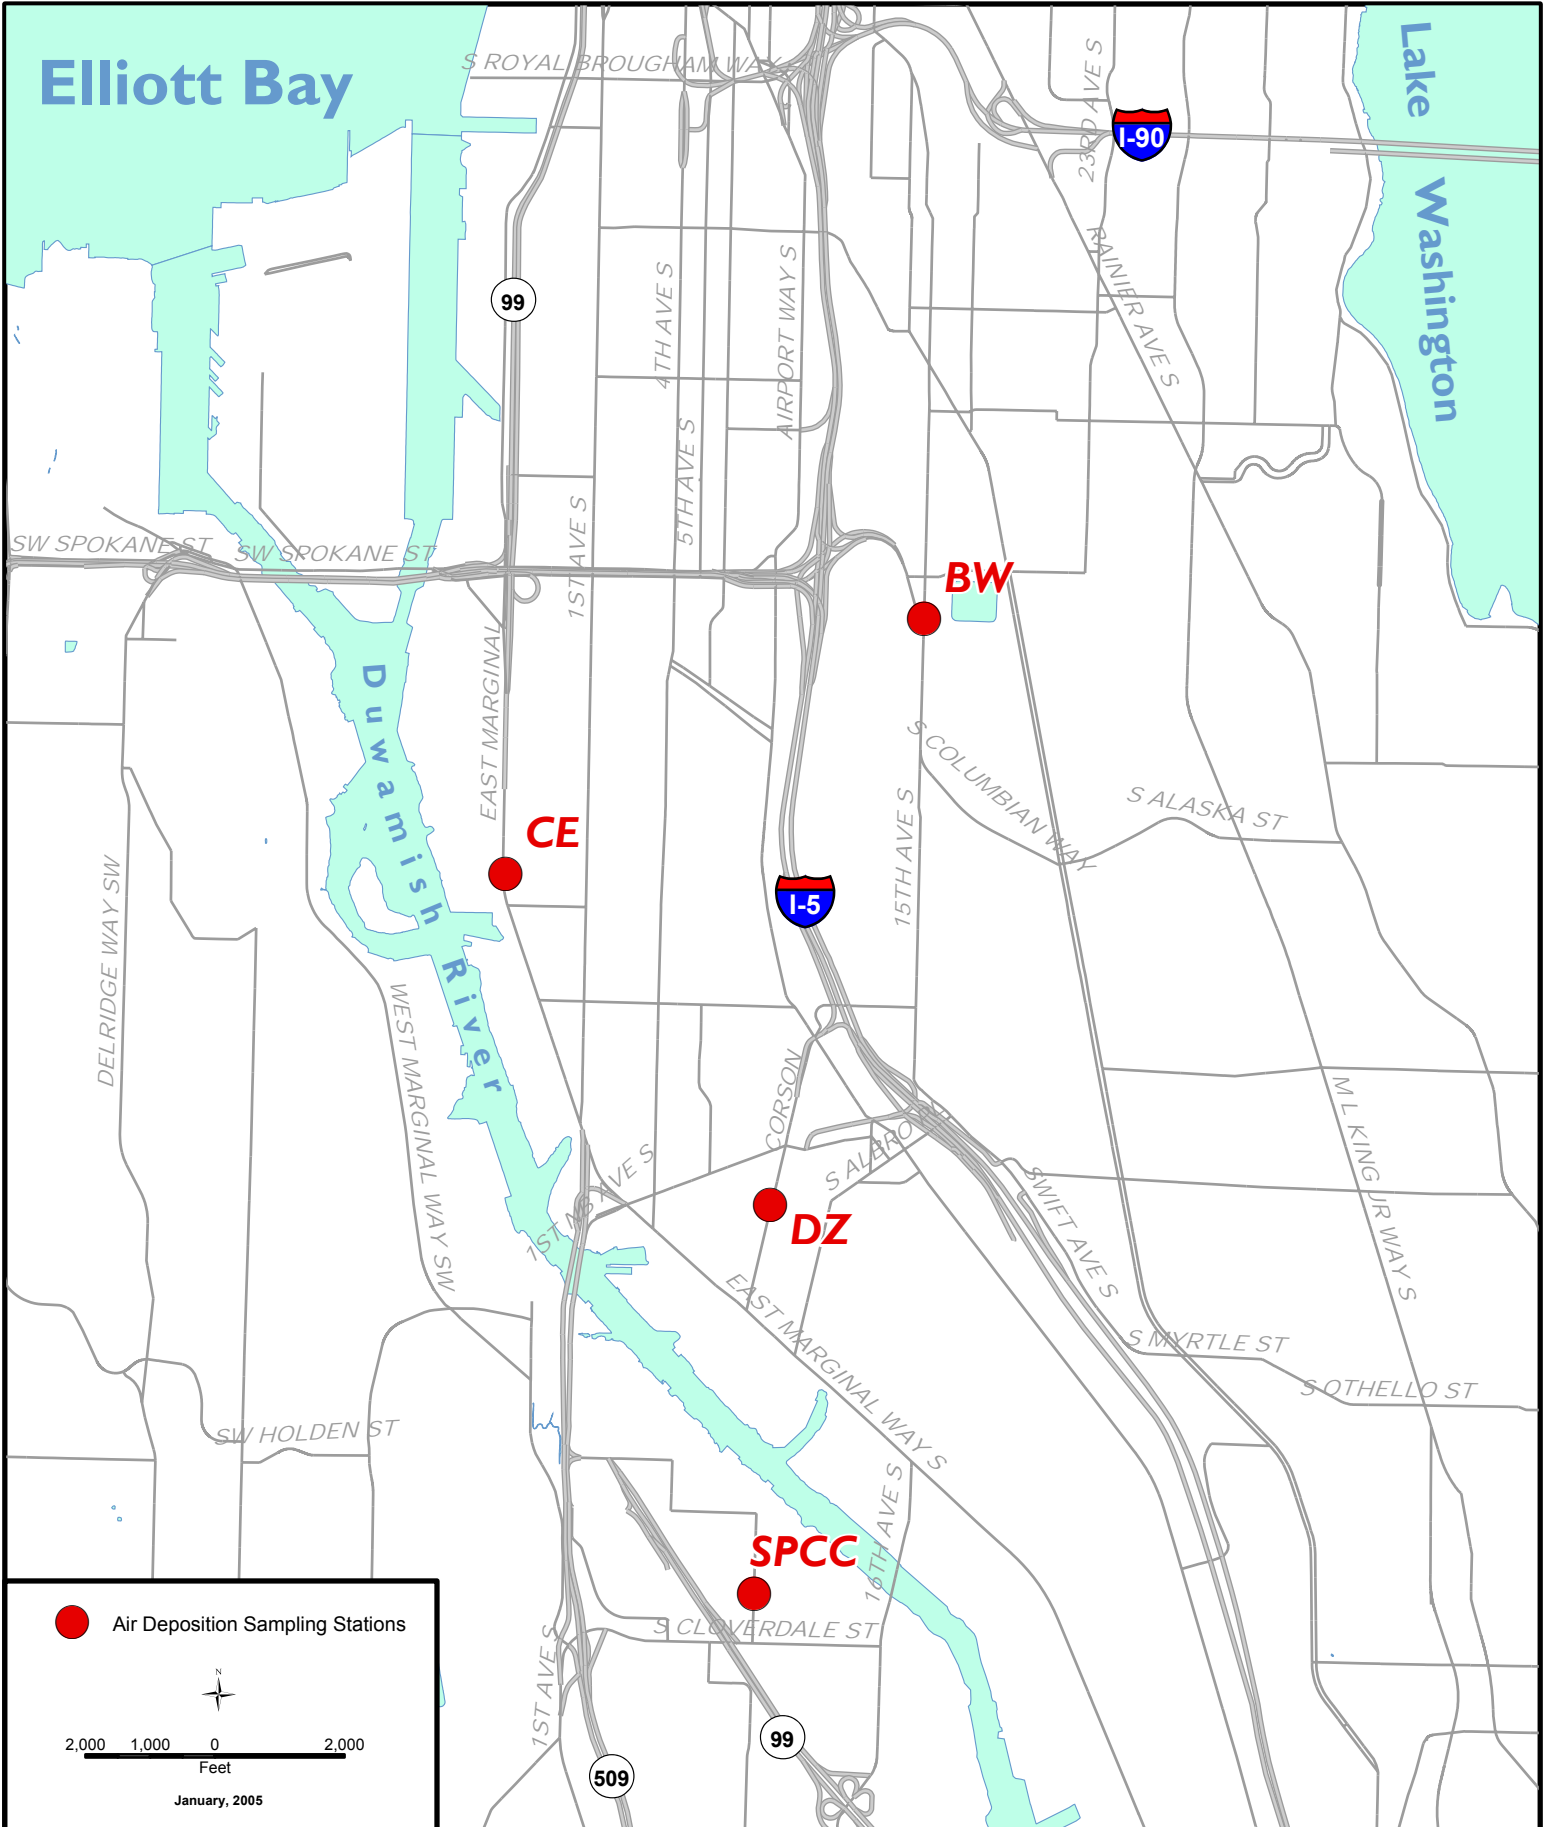 Elliott Bay
S ROYAL BROUGHAM WAY
Lake Washington
23RD AVE S
I-90
RAINIER AVE S
99
4TH AVE S
AIRPORT WAY S
5TH AVE S
1ST AVE S
SW SPOKANE ST
SW SPOKANE ST
BW
EAST MARGINAL
Duwamish River
S COLUMBIAN WAY
S ALASKA ST
15TH AVE S
CE
I-5
DELRIDGE WAY SW
WEST MARGINAL WAY SW
CORSON
S ALBRO PL
M L KING JR WAY S
1ST NB AVE S
SWIFT AVE S
DZ
EAST MARGINAL WAY S
S MYRTLE ST
S OTHELLO ST
SW HOLDEN ST
16TH AVE S
SPCC
S CLOVERDALE ST
1ST AVE S
99
509
Air Deposition Sampling Stations
N
2,000 1,000 0 2,000
Feet
January, 2005